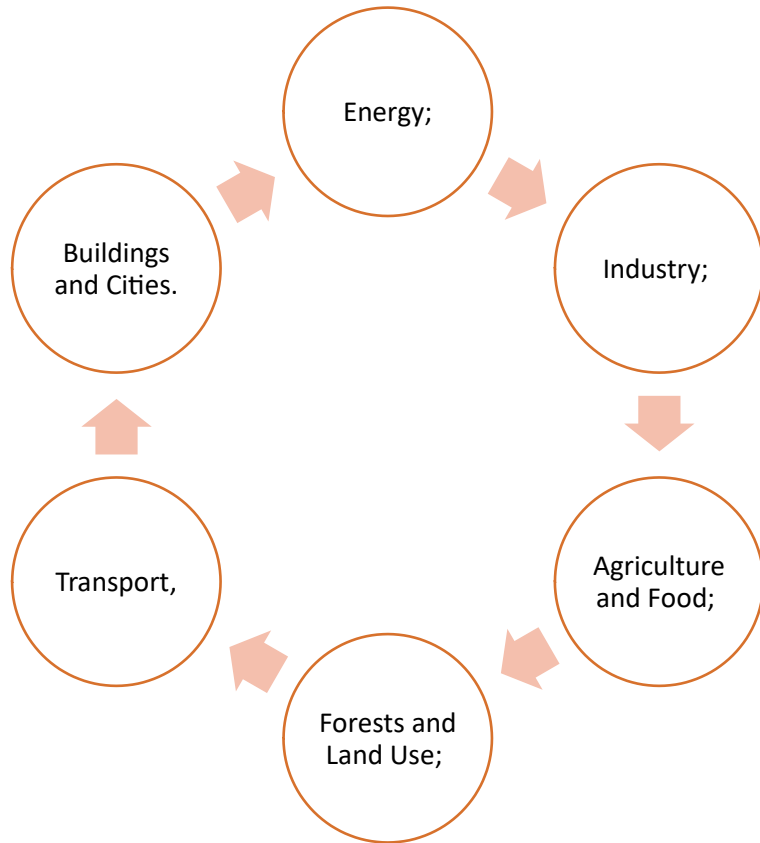 Energy;
Industry;
Agriculture
and Food;
Forests and
Land Use;
Transport,
Buildings
and Cities.